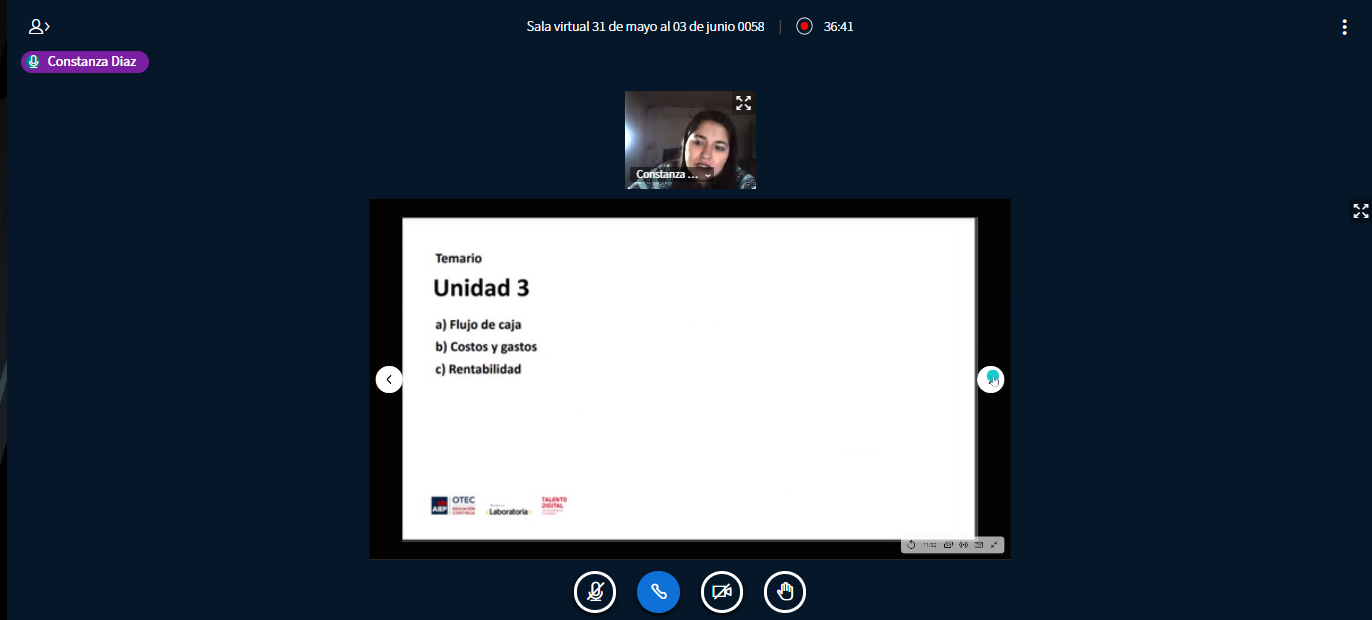 Sala virtual 31 de mayo al 03 de junio 0058
36:41
Constanza Diaz
Constanza ...
Temario
Unidad 3
a) Flujo de caja
b) Costos y gastos
c) Rentabilidad
AIEP
OTEC
EDUCACIÓN
CONTINUA
Laboratoria
TALENTO
DIGITAL